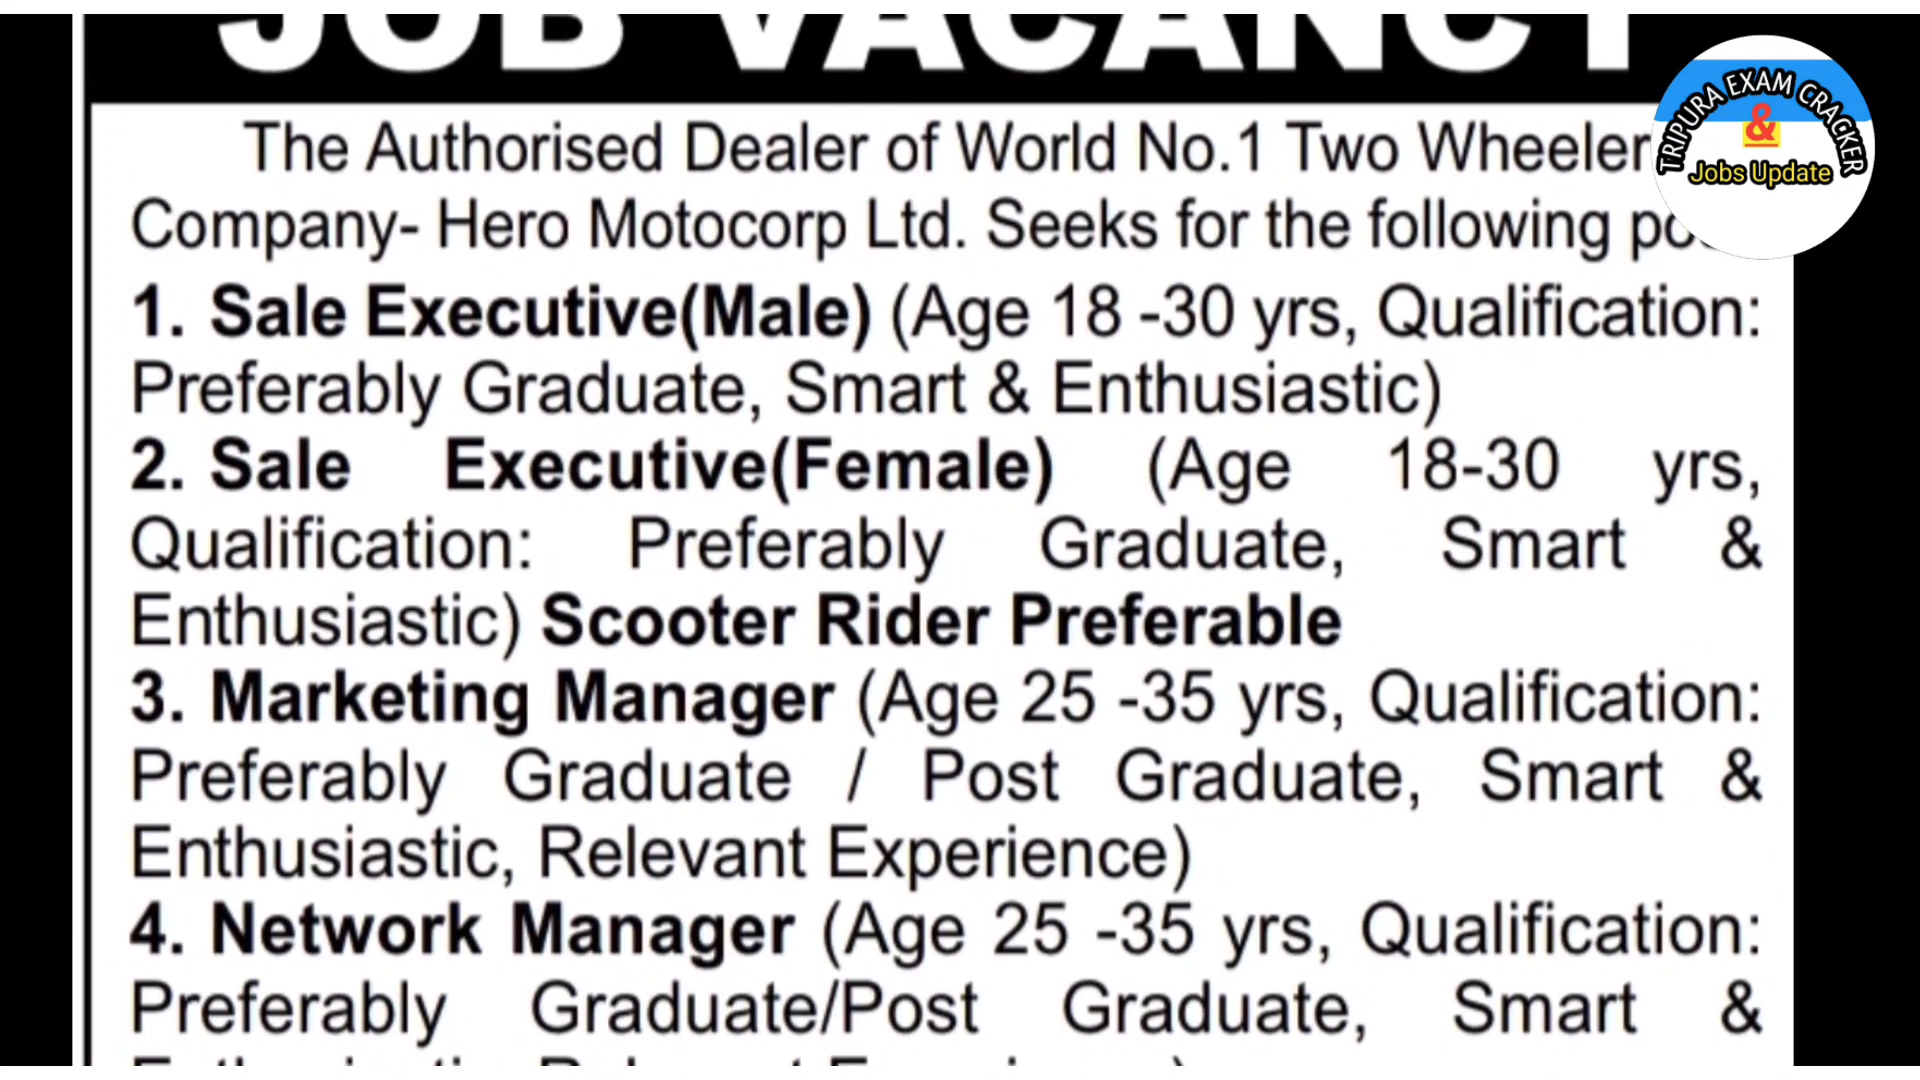 JOB VACANCY
The Authorised Dealer of World No.1 Two Wheeler
Company- Hero Motocorp Ltd. Seeks for the following
1. Sale Executive(Male) (Age 18 -30 yrs, Qualification:
Preferably Graduate, Smart & Enthusiastic)
2. Sale Executive(Female) (Age 18-30 yrs,
Qualification: Preferably Graduate, Smart &
Enthusiastic) Scooter Rider Preferable
3. Marketing Manager (Age 25 -35 yrs, Qualification:
Preferably Graduate / Post Graduate, Smart &
Enthusiastic, Relevant Experience)
4. Network Manager (Age 25 -35 yrs, Qualification:
Preferably Graduate/Post Graduate, Smart &
TRIPURA EXAM CRACKER
&
Jobs Update